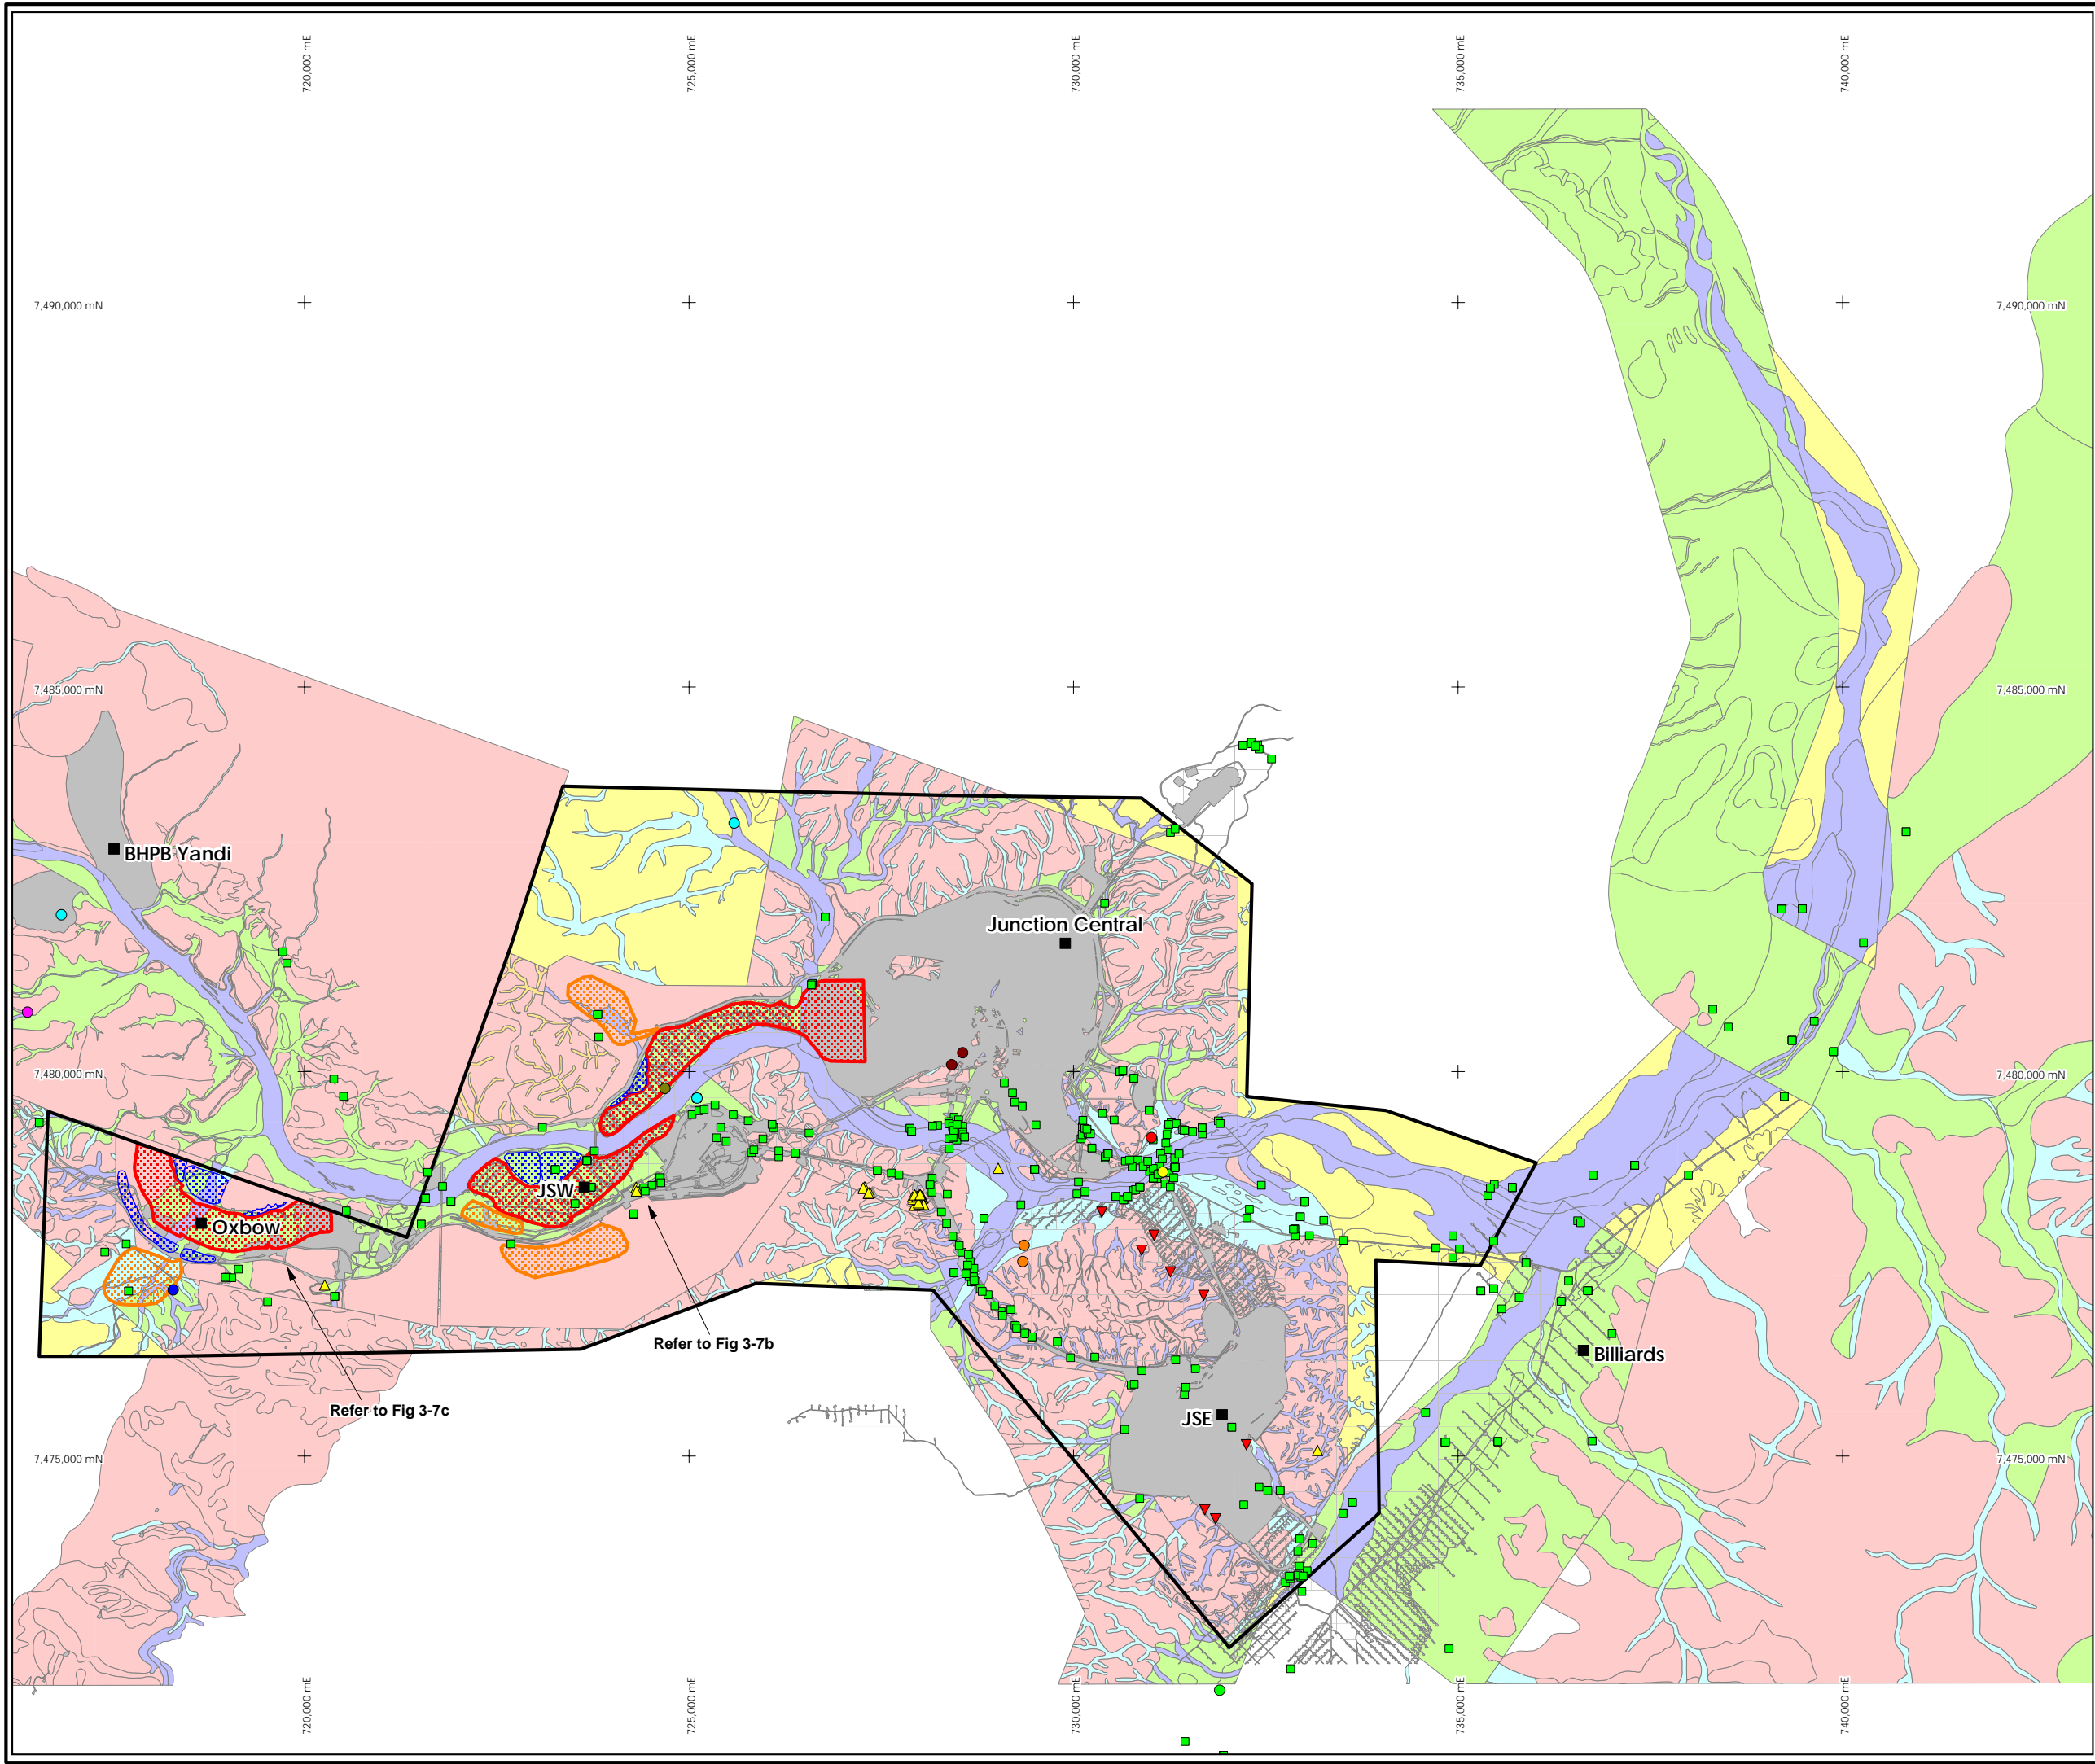 720,000 mE
725,000 mE
730,000 mE
735,000 mE
740,000 mE
7,490,000 mN
7,490,000 mN
7,485,000 mN
7,485,000 mN
BHPB Yandi
Junction Central
7,480,000 mN
7,480,000 mN
JSW
Oxbow
Refer to Fig 3-7b
Billiards
Refer to Fig 3-7c
JSE
7,475,000 mN
7,475,000 mN
720,000 mE
725,000 mE
730,000 mE
735,000 mE
740,000 mE